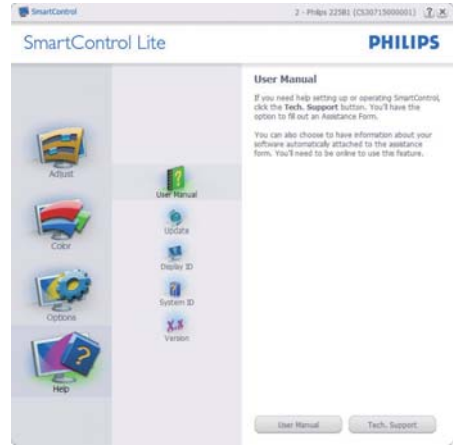 SmartControl
2 - Philips 225B1 (CS30715000001)
SmartControl Lite
PHILIPS
User Manual
If you need help setting up or operating SmartControl,
click the Tech. Support button. You'll have the
option to fill out an Assistance Form.
You can also choose to have information about your
software automatically attached to the assistance
form. You'll need to be online to use this feature.
Adjust
Color
Options
Help
User Manual
Update
Display ID
System ID
X.X
Version
User Manual
Tech. Support